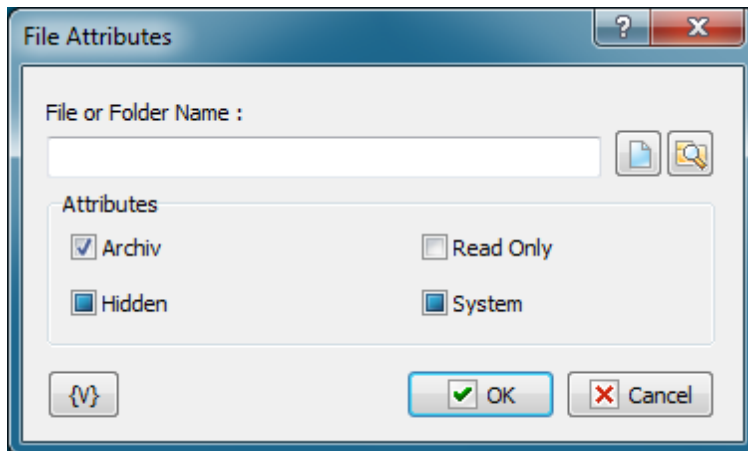 File Attributes
?
X
File or Folder Name :
Attributes
Archiv
Read Only
Hidden
System
{V}
OK
Cancel